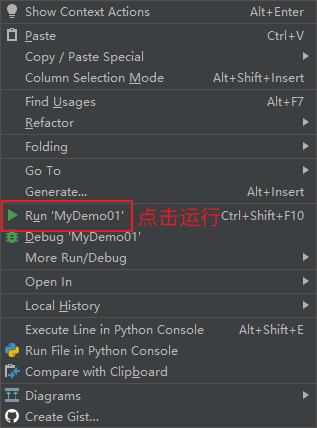 Show Context Actions Alt+Enter
Paste Ctrl+V
Copy / Paste Special
Column Selection Mode Alt+Shift+Insert
Find Usages Alt+F7
Refactor
Folding
Go To
Generate... Alt+Insert
Run 'MyDemo01' 点击运行 Ctrl+Shift+F10
Debug 'MyDemo01'
More Run/Debug
Open In
Local History
Execute Line in Python Console Alt+Shift+E
Run File in Python Console
Compare with Clipboard
Diagrams
Create Gist...